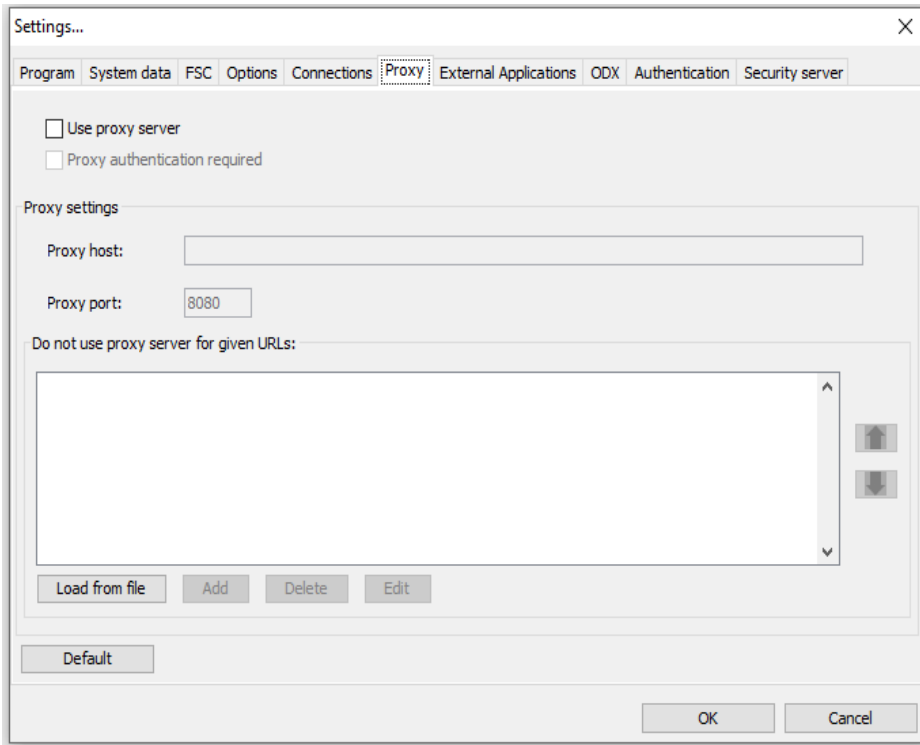 Settings...
Program System data FSC Options Connections Proxy External Applications ODX Authentication Security server
Use proxy server
Proxy authentication required
Proxy settings
Proxy host:
Proxy port: 8080
Do not use proxy server for given URLs:
Load from file Add Delete Edit
Default
OK Cancel